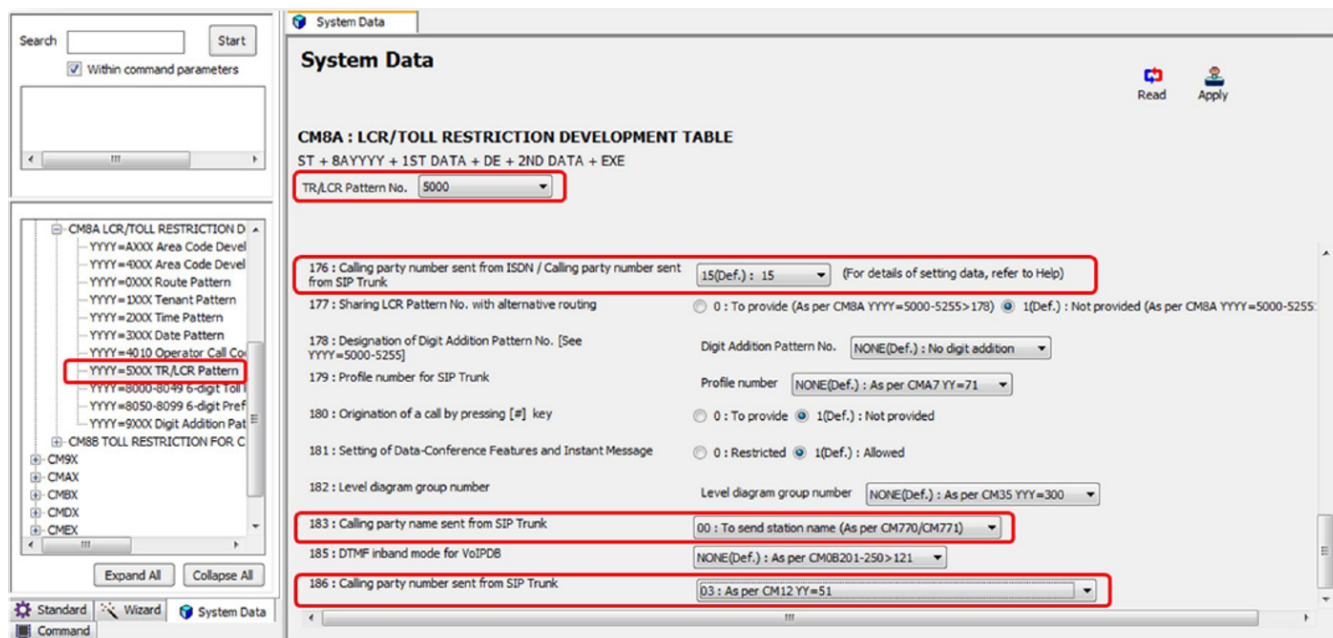 Search
Start
Within command parameters
CM8A LCR/TOLL RESTRICTION D
YYYY=AXXX Area Code Devel
YYYY=4XXX Area Code Devel
YYYY=0XXX Route Pattern
YYYY=1XXX Tenant Pattern
YYYY=2XXX Time Pattern
YYYY=3XXX Date Pattern
YYYY=4010 Operator Call Co
YYYY=5XXX TR/LCR Pattern
YYYY=8000-8049 6-digit Toll
YYYY=8050-8099 6-digit Pref
YYYY=9XXX Digit Addition Pat
CM8B TOLL RESTRICTION FOR C
CM9X
CMAX
CMBX
CMDX
CMEX
Expand All Collapse All
Standard Wizard System Data
Command
System Data
System Data
Read Apply
CM8A : LCR/TOLL RESTRICTION DEVELOPMENT TABLE
ST + 8AYYYY + 1ST DATA + DE + 2ND DATA + EXE
TR/LCR Pattern No. 5000
176 : Calling party number sent from ISDN / Calling party number sent
from SIP Trunk
15(Def.) : 15 (For details of setting data, refer to Help)
177 : Sharing LCR Pattern No. with alternative routing 0 : To provide (As per CM8A YYYY=5000-5255>178) 1(Def.) : Not provided (As per CM8A YYYY=5000-5255
178 : Designation of Digit Addition Pattern No. [See
YYYY=5000-5255]
Digit Addition Pattern No. NONE(Def.) : No digit addition
179 : Profile number for SIP Trunk Profile number NONE(Def.) : As per CMA7 YY=71
180 : Origination of a call by pressing [#] key 0 : To provide 1(Def.) : Not provided
181 : Setting of Data-Conference Features and Instant Message 0 : Restricted 1(Def.) : Allowed
182 : Level diagram group number Level diagram group number NONE(Def.) : As per CM35 YYY=300
183 : Calling party name sent from SIP Trunk 00 : To send station name (As per CM770/CM771)
185 : DTMF inband mode for VoIPDB NONE(Def.) : As per CM0B201-250>121
186 : Calling party number sent from SIP Trunk 03 : As per CM12 YY=51